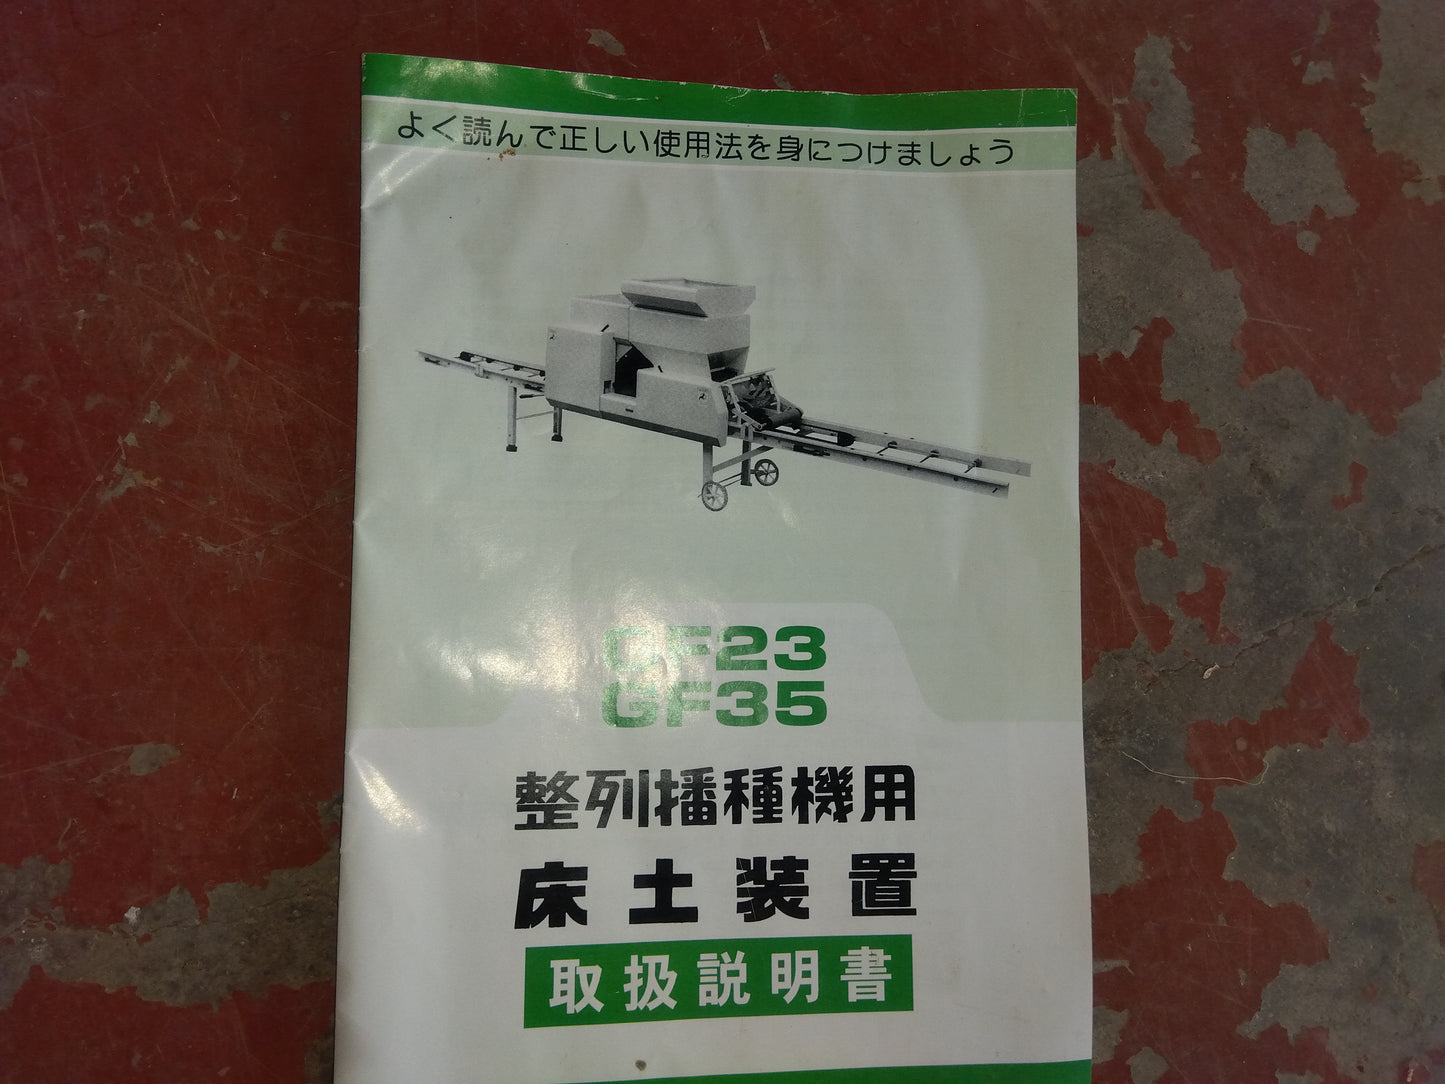 よく読んで正しい使用法を身につけましょう
GF23
GF35
整列播種機用
床土装置
取扱説明書